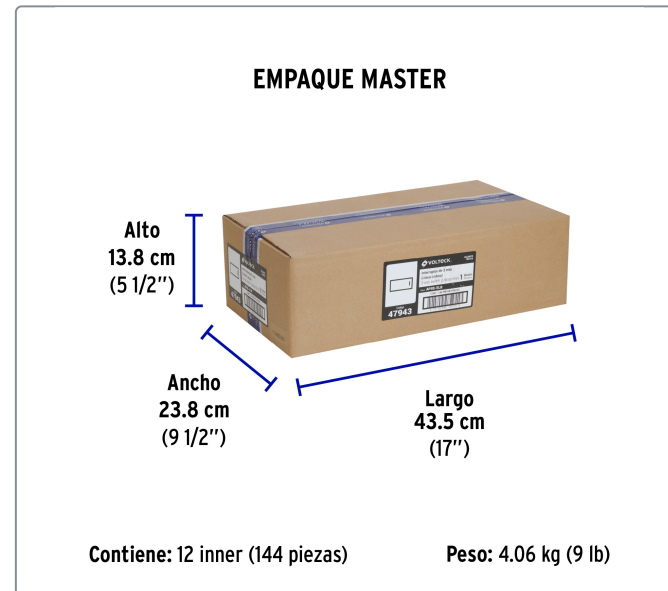 EMPAQUE MASTER
Alto
13.8 cm
(5 1/2’’)
VOLTECK.
47943
Ancho
23.8 cm
(9 1/2’’)
Largo
43.5 cm
(17’’)
Contiene: 12 inner (144 piezas)
Peso: 4.06 kg (9 lb)